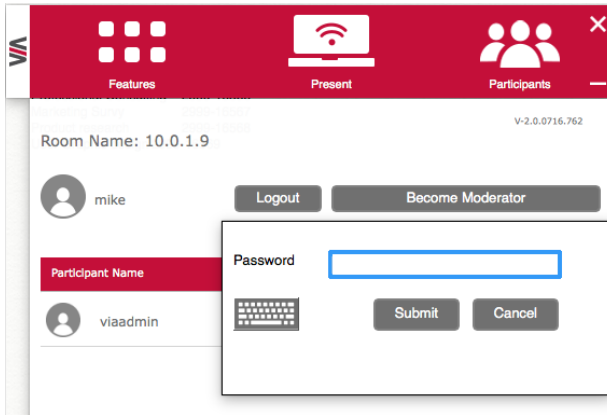 Features Present Participants
V-2.0.0716.762
Room Name: 10.0.1.9
mike Logout Become Moderator
Password
Participant Name
Submit Cancel
viaadmin